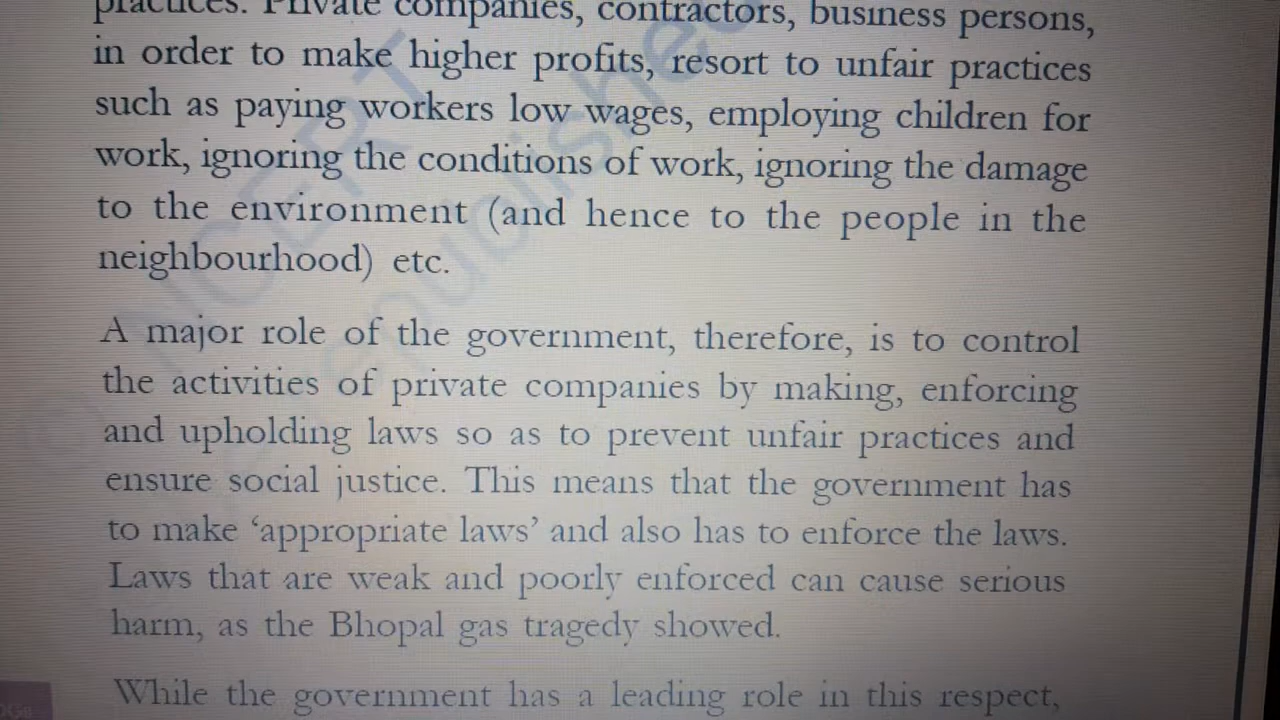 practices. Private companies, contractors, business persons,
in order to make higher profits, resort to unfair practices
such as paying workers low wages, employing children for
work, ignoring the conditions of work, ignoring the damage
to the environment (and hence to the people in the
neighbourhood) etc.
A major role of the government, therefore, is to control
the activities of private companies by making, enforcing
and upholding laws so as to prevent unfair practices and
ensure social justice. This means that the government has
to make ‘appropriate laws’ and also has to enforce the laws.
Laws that are weak and poorly enforced can cause serious
harm, as the Bhopal gas tragedy showed.
While the government has a leading role in this respect,
NCERT
republished